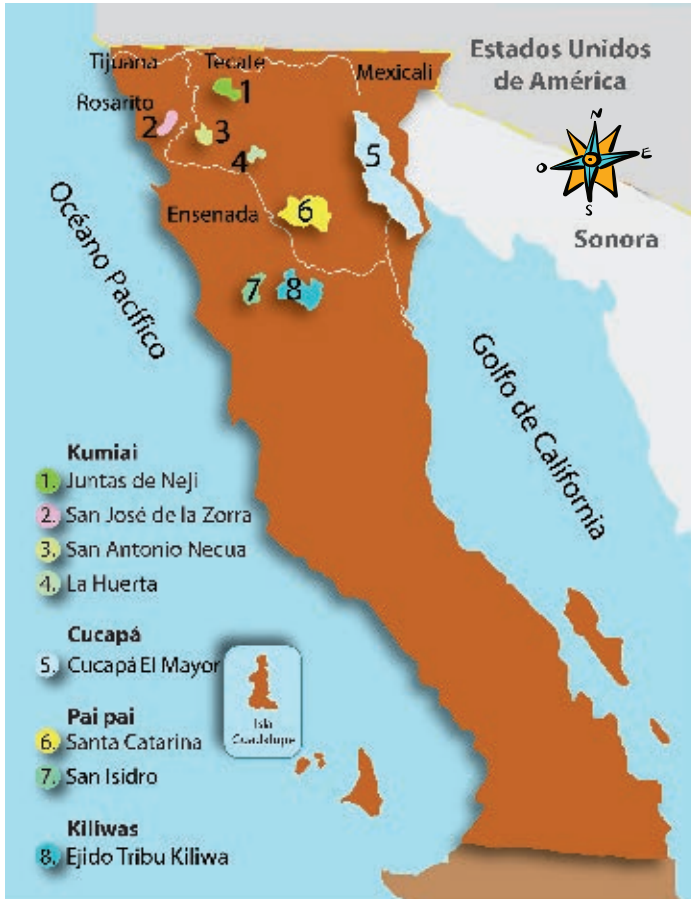 Estados Unidos
de América
Tijuana
Tecate
Mexicali
Rosarito
1
2
3
4
5
6
7
8
N
O
E
S
Ensenada
Sonora
Océano Pacífico
Golfo de California
Kumiai
1. Juntas de Neji
2. San José de la Zorra
3. San Antonio Necua
4. La Huerta
Cucapá
5. Cucapá El Mayor
Pai pai
6. Santa Catarina
7. San Isidro
Kiliwas
8. Ejido Tribu Kiliwa
Isla
Guadalupe